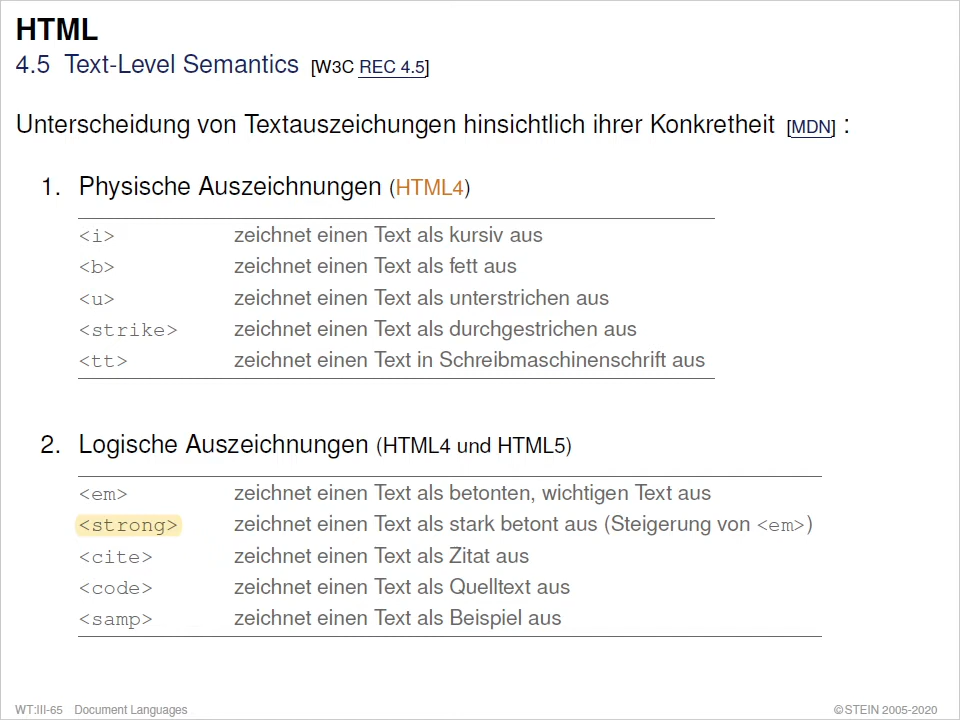 HTML
4.5 Text-Level Semantics [W3C REC 4.5]
Unterscheidung von Textauszeichungen hinsichtlich ihrer Konkretheit [MDN] :
1. Physische Auszeichnungen (HTML4)
<i> zeichnet einen Text als kursiv aus
<b> zeichnet einen Text als fett aus
<u> zeichnet einen Text als unterstrichen aus
<strike> zeichnet einen Text als durchgestrichen aus
<tt> zeichnet einen Text in Schreibmaschinenschrift aus
2. Logische Auszeichnungen (HTML4 und HTML5)
<em> zeichnet einen Text als betonten, wichtigen Text aus
<strong> zeichnet einen Text als stark betont aus (Steigerung von <em>)
<cite> zeichnet einen Text als Zitat aus
<code> zeichnet einen Text als Quelltext aus
<samp> zeichnet einen Text als Beispiel aus
WT:III-65 Document Languages ©STEIN 2005-2020